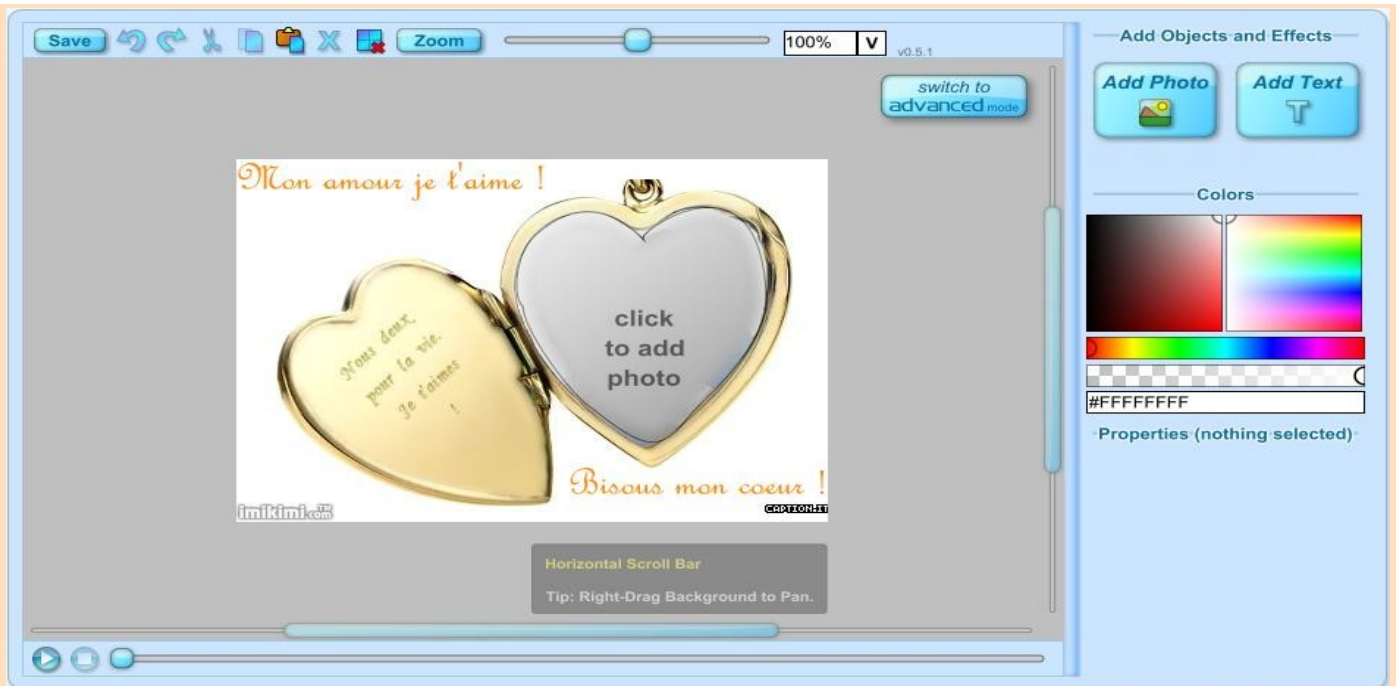 Save Zoom 100% V v0.5.1
switch to
advanced mode
Mon amour je t'aime !
Nous deux,
pour la vie.
Je t'aimes
!
click
to add
photo
Bisous mon coeur !
imikimi.com TM
CAPTION.IT
Horizontal Scroll Bar
Tip: Right-Drag Background to Pan.
Add Objects and Effects
Add Photo Add Text
T
Colors
#FFFFFFFF
Properties (nothing selected)